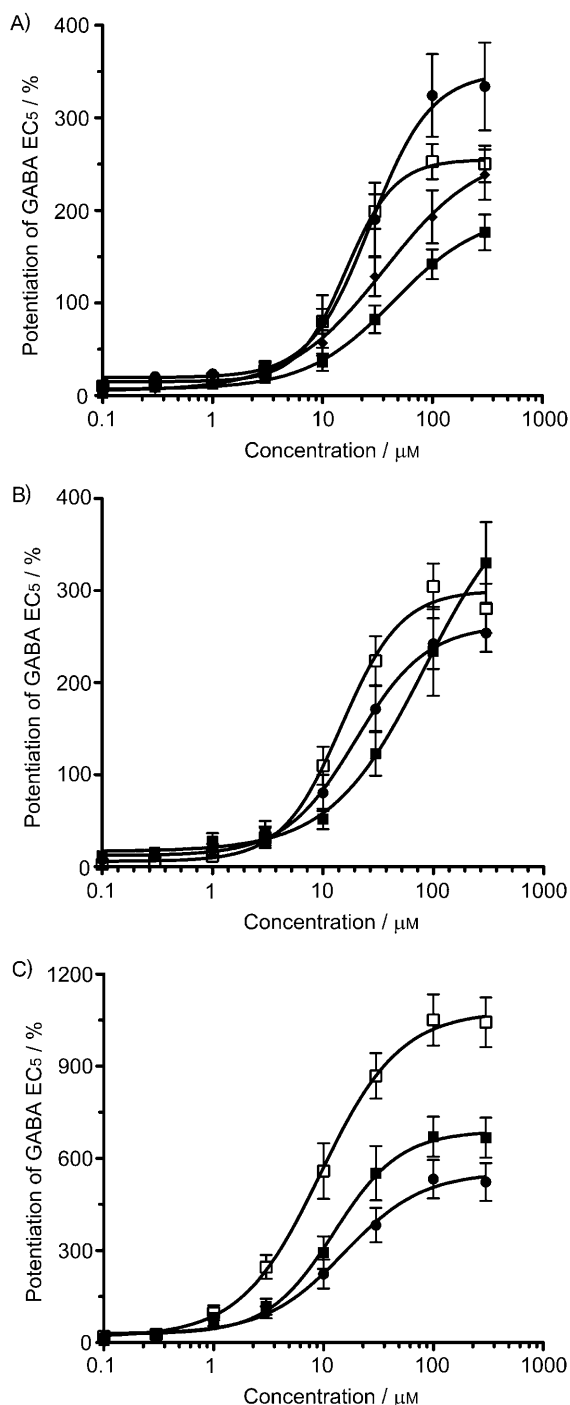 A)
400
300
200
100
0
Potentiation of GABA EC5 / %
0.1 1 10 100 1000
Concentration / μM
B)
400
300
200
100
0
Potentiation of GABA EC5 / %
0.1 1 10 100 1000
Concentration / μM
C)
1200
900
600
300
0
Potentiation of GABA EC5 / %
0.1 1 10 100 1000
Concentration / μM